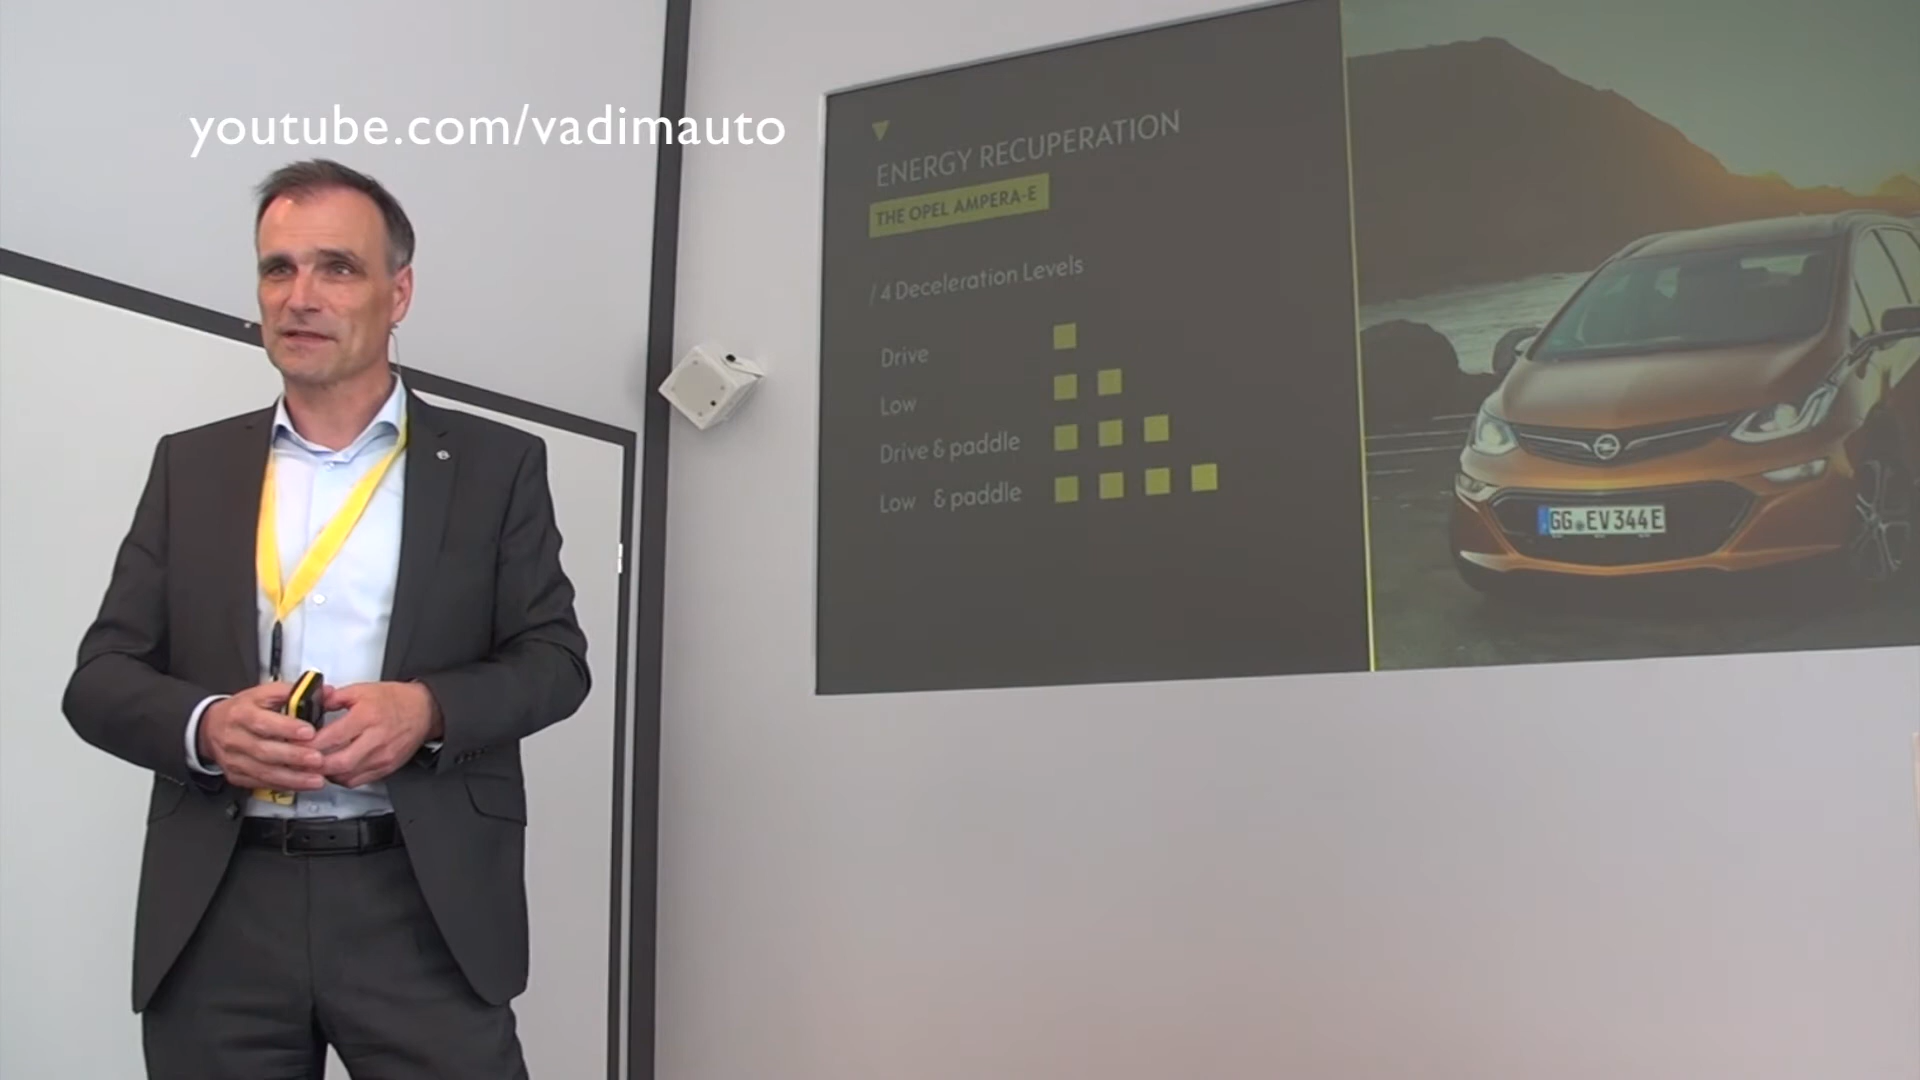 youtube.com/vadimauto
ENERGY RECUPERATION
THE OPEL AMPERA-E
/ 4 Deceleration Levels
Drive
Low
Drive & paddle
Low & paddle
GG EV344E